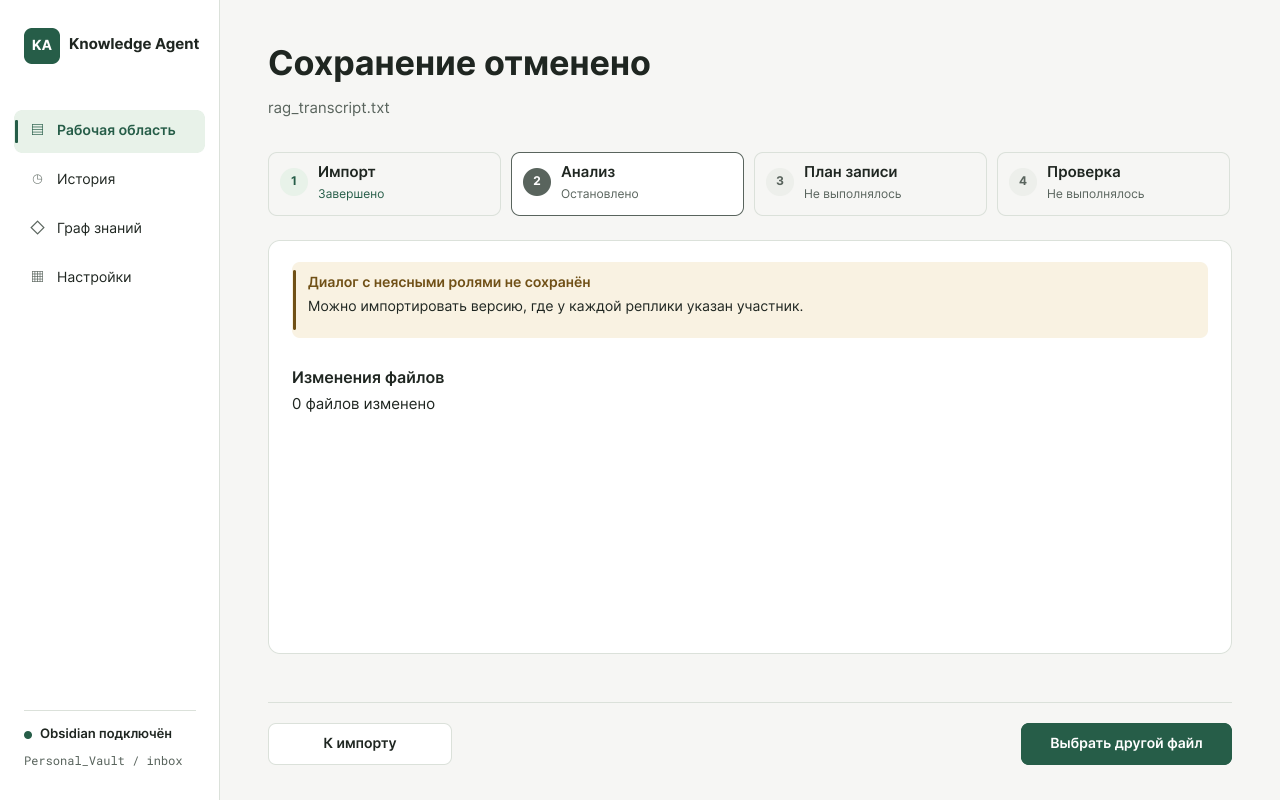 KA
Knowledge Agent
Рабочая область
История
Граф знаний
Настройки
Obsidian подключён
Personal_Vault / inbox
Сохранение отменено
rag_transcript.txt
1
Импорт
Завершено
2
Анализ
Остановлено
3
План записи
Не выполнялось
4
Проверка
Не выполнялось
Диалог с неясными ролями не сохранён
Можно импортировать версию, где у каждой реплики указан участник.
Изменения файлов
0 файлов изменено
К импорту
Выбрать другой файл